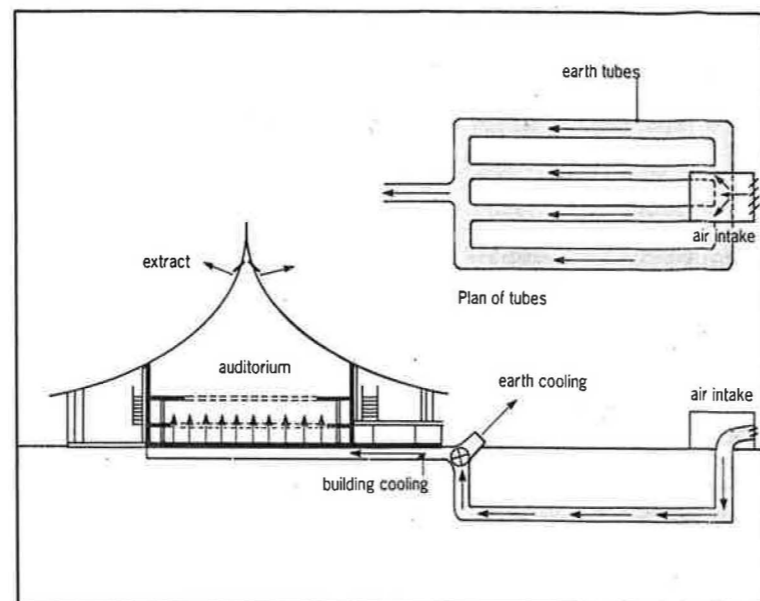 earth tubes
air intake
Plan of tubes
extract
auditorium
earth cooling
air intake
building cooling